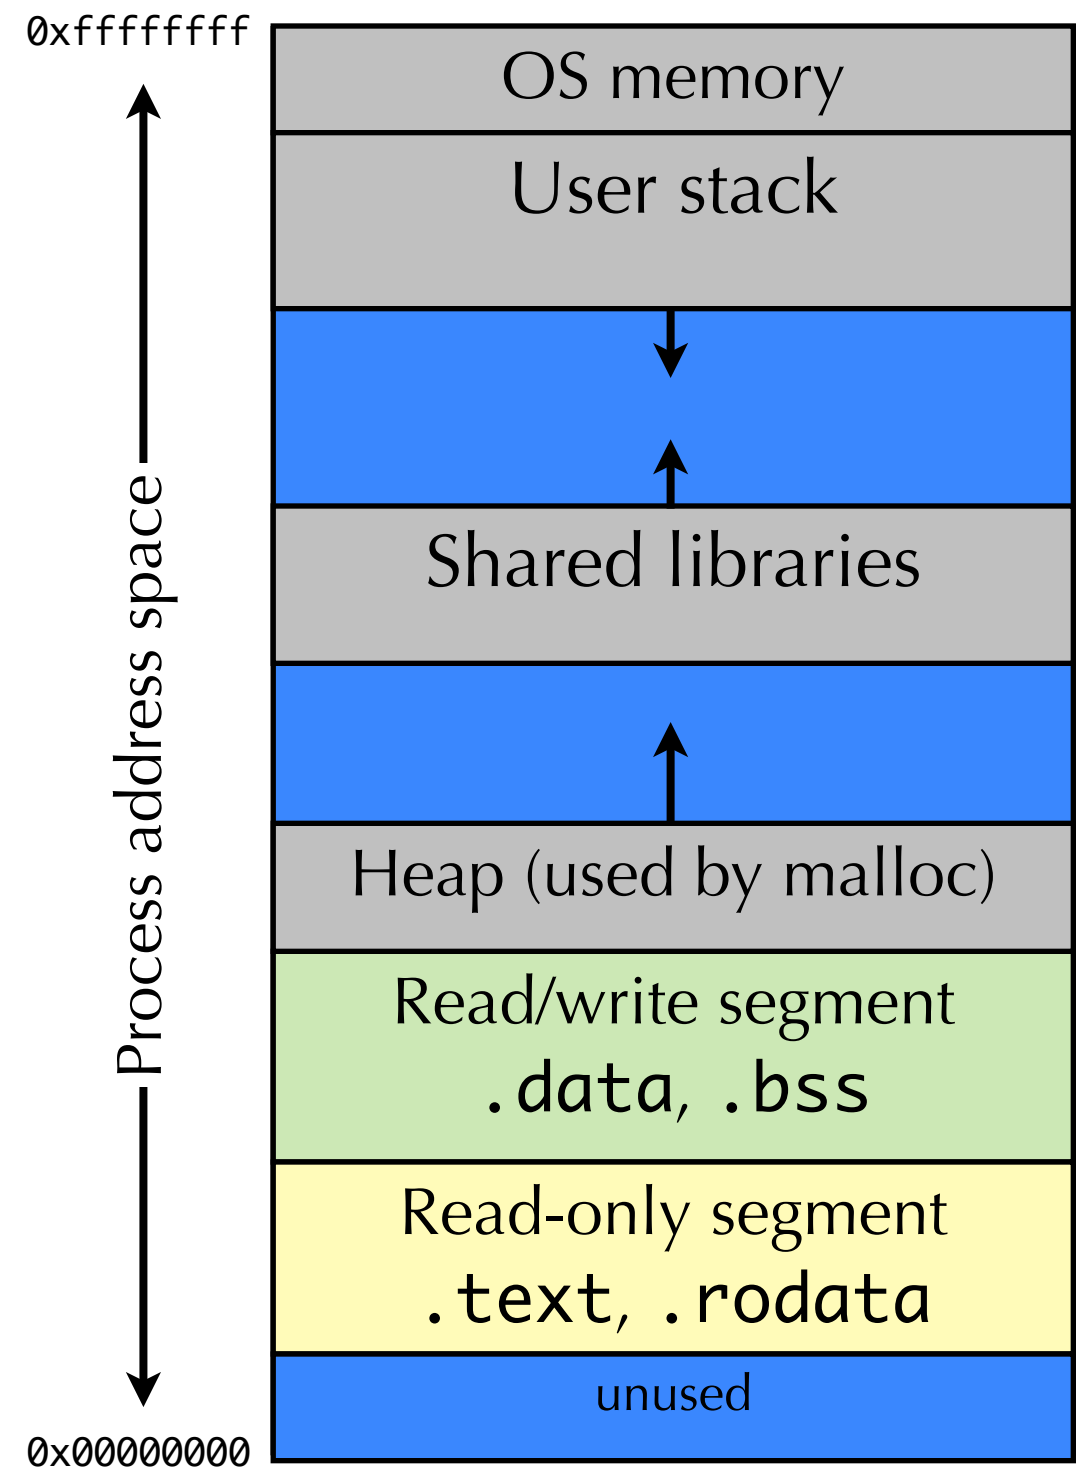 0xffffffff
OS memory
User stack
Shared libraries
Process address space
Heap (used by malloc)
Read/write segment
.data, .bss
Read-only segment
.text, .rodata
unused
0x00000000